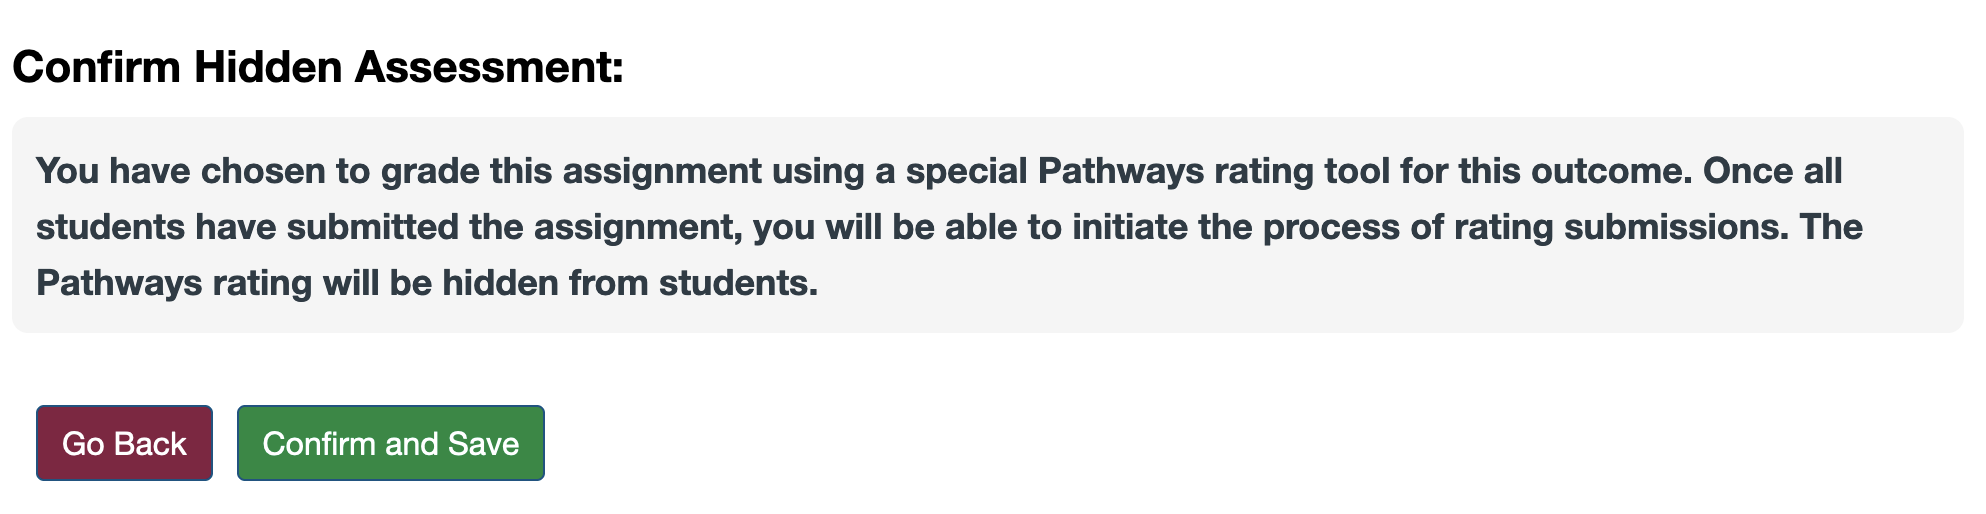 Confirm Hidden Assessment:
You have chosen to grade this assignment using a special Pathways rating tool for this outcome. Once all
students have submitted the assignment, you will be able to initiate the process of rating submissions. The
Pathways rating will be hidden from students.
Go Back
Confirm and Save